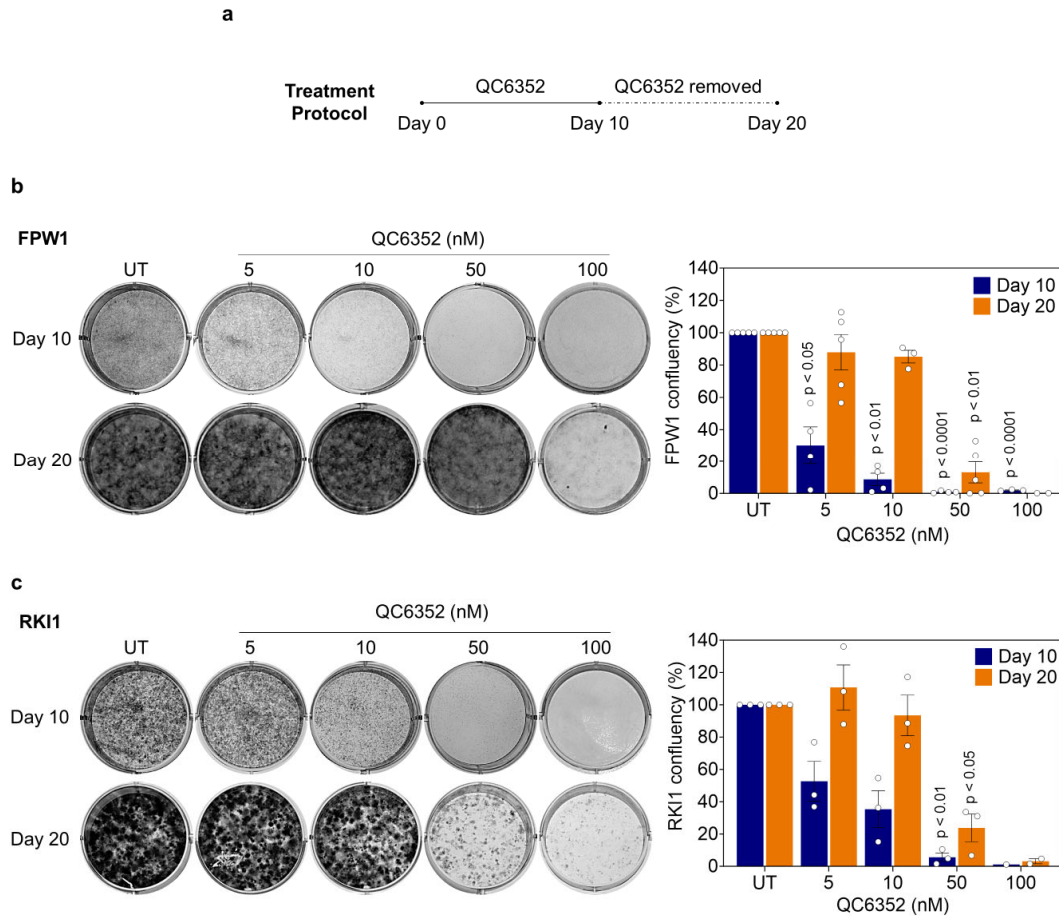 a
Treatment Protocol
QC6352
QC6352 removed
Day 0
Day 10
Day 20
b
FPW1
QC6352 (nM)
UT
5
10
50
100
Day 10
Day 20
140
120
100
80
60
40
20
0
FPW1 confluency (%)
Day 10
Day 20
p < 0.05
p < 0.01
p < 0.0001
p < 0.01
p < 0.0001
UT
5
10
50
100
QC6352 (nM)
c
RKI1
QC6352 (nM)
UT
5
10
50
100
Day 10
Day 20
140
120
100
80
60
40
20
0
RKI1 confluency (%)
Day 10
Day 20
p < 0.01
p < 0.05
UT
5
10
50
100
QC6352 (nM)